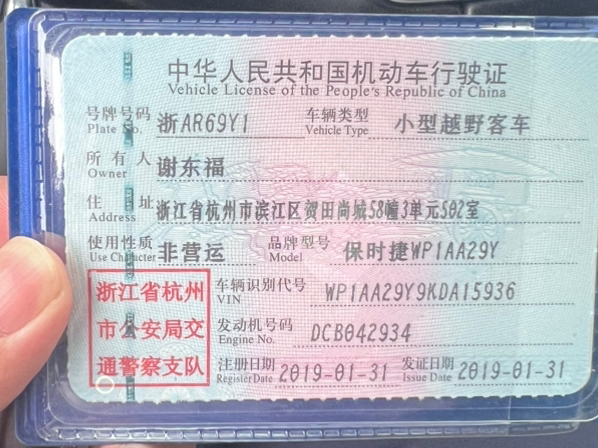 中华人民共和国机动车行驶证
Vehicle License of the People's Republic of China
号牌号码 浙AR69Y1 车辆类型 小型越野客车
Plate No. Vehicle Type
所有人 谢东福
Owner
住址 浙江省杭州市滨江区贺田尚城58幢3单元502室
Address
使用性质 非营运 品牌型号 保时捷WP1AA29Y
Use Character Model
浙江省杭州 车辆识别代号 WP1AA29Y9KDA15936
VIN
市公安局交 发动机号码 DCB042934
Engine No.
通警察支队 注册日期 2019-01-31 发证日期 2019-01-31
Register Date Issue Date